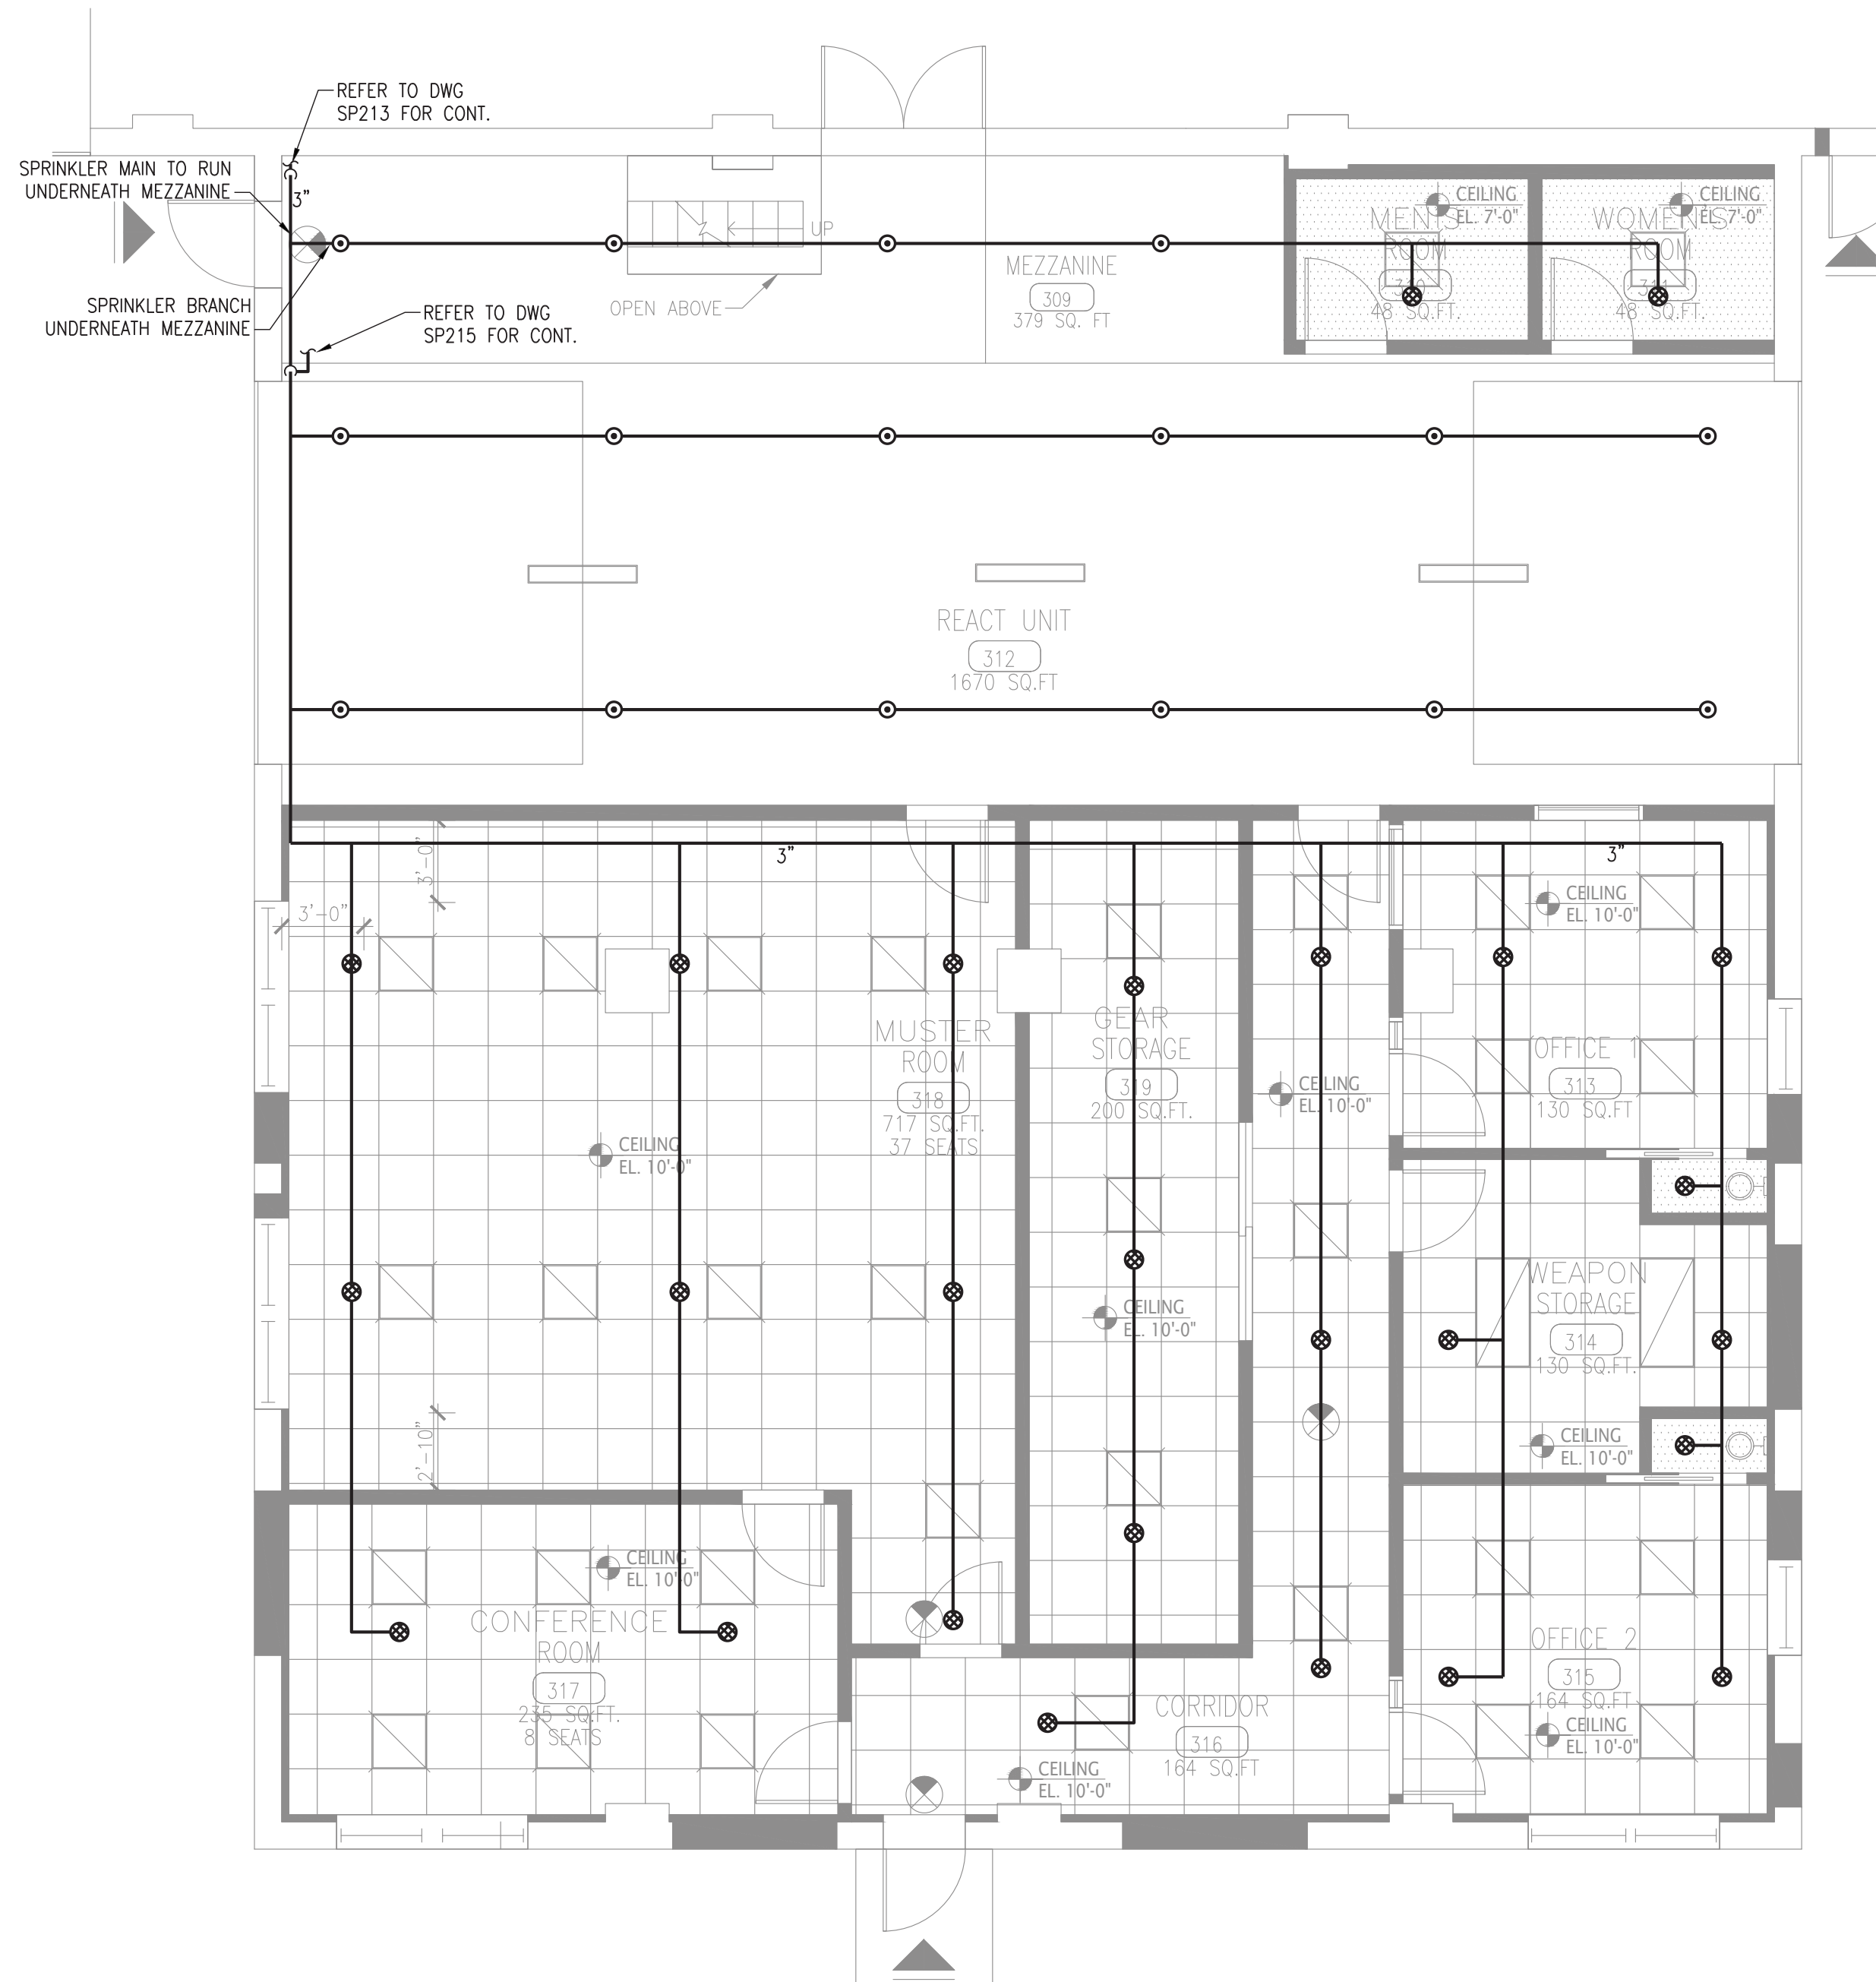 REFER TO DWG
SP213 FOR CONT.
SPRINKLER MAIN TO RUN
UNDERNEATH MEZZANINE
3"
SPRINKLER BRANCH
UNDERNEATH MEZZANINE
REFER TO DWG
SP215 FOR CONT.
UP
OPEN ABOVE
MEZZANINE
309
379 SQ. FT
CEILING
EL. 7'-0"
MEN'S
ROOM
48 SQ.FT.
CEILING
EL. 7'-0"
WOMEN'S
ROOM
48 SQ.FT.
REACT UNIT
312
1670 SQ.FT
3"
3"
3'-0"
3'-0"
CEILING
EL. 10'-0"
MUSTER
ROOM
318
717 SQ.FT.
37 SEATS
GEAR
STORAGE
319
200 SQ.FT.
CEILING
EL. 10'-0"
OFFICE 1
313
130 SQ.FT
CEILING
EL. 10'-0"
CEILING
EL. 10'-0"
WEAPON
STORAGE
314
130 SQ.FT.
2'-10"
CEILING
EL. 10'-0"
CEILING
EL. 10'-0"
CONFERENCE
ROOM
317
235 SQ.FT.
8 SEATS
OFFICE 2
315
164 SQ.FT
CEILING
EL. 10'-0"
CORRIDOR
316
164 SQ.FT
CEILING
EL. 10'-0"